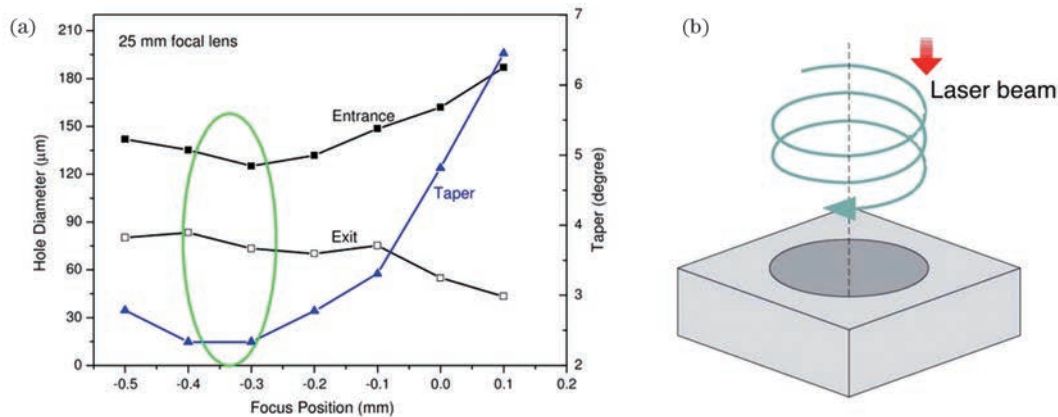 (a)
25 mm focal lens
Entrance
Exit
Taper
210
180
150
120
90
60
30
0
Hole Diameter (μm)
7
6
5
4
3
2
Taper (degree)
-0.5 -0.4 -0.3 -0.2 -0.1 0.0 0.1 0.2
Focus Position (mm)
(b)
Laser beam